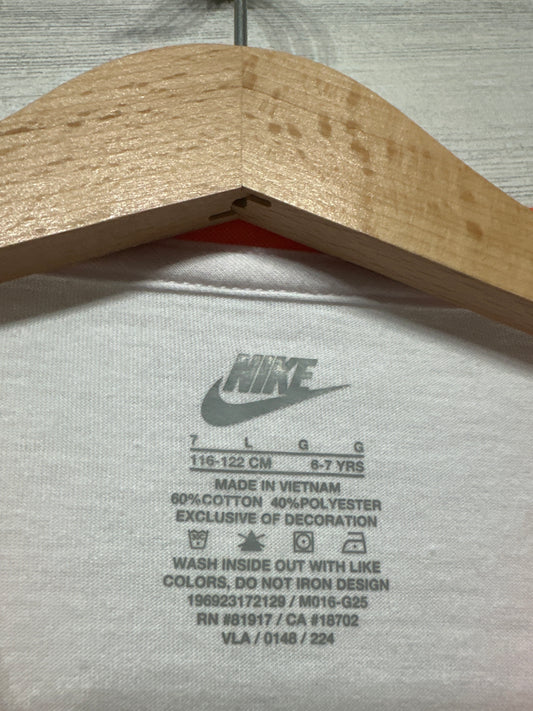 NIKE
7 L G G
116-122 CM 6-7 YRS
MADE IN VIETNAM
60%COTTON 40%POLYESTER
EXCLUSIVE OF DECORATION
WASH INSIDE OUT WITH LIKE
COLORS, DO NOT IRON DESIGN
196923172129 / M016-G25
RN #81917 / CA #18702
VLA / 0148 / 224